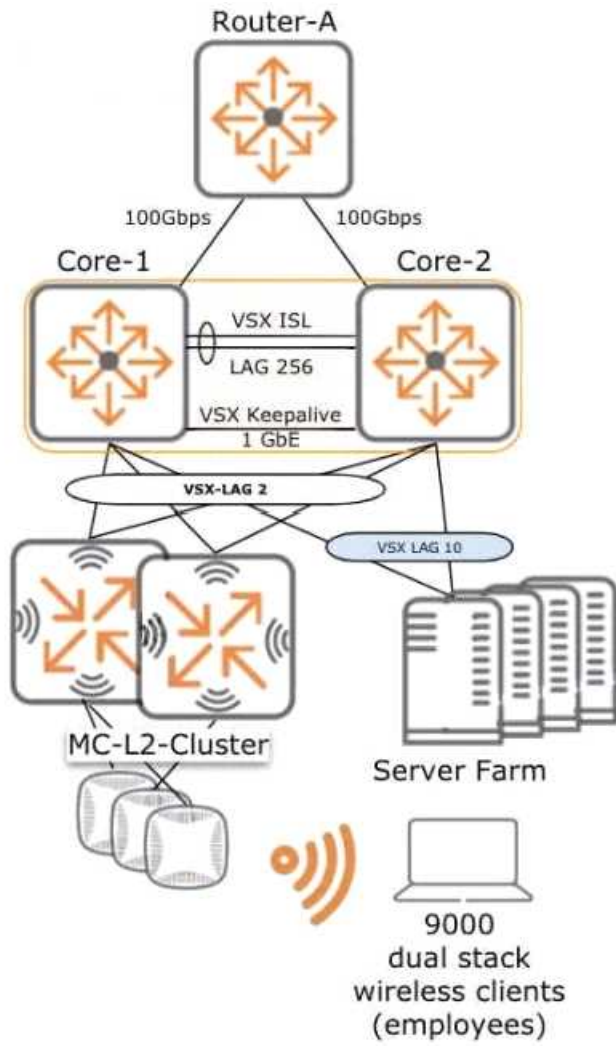 Router-A
100Gbps
100Gbps
Core-1
Core-2
VSX ISL
LAG 256
VSX Keepalive
1 GbE
VSX-LAG 2
VSX LAG 10
MC-L2-Cluster
Server Farm
9000
dual stack
wireless clients
(employees)